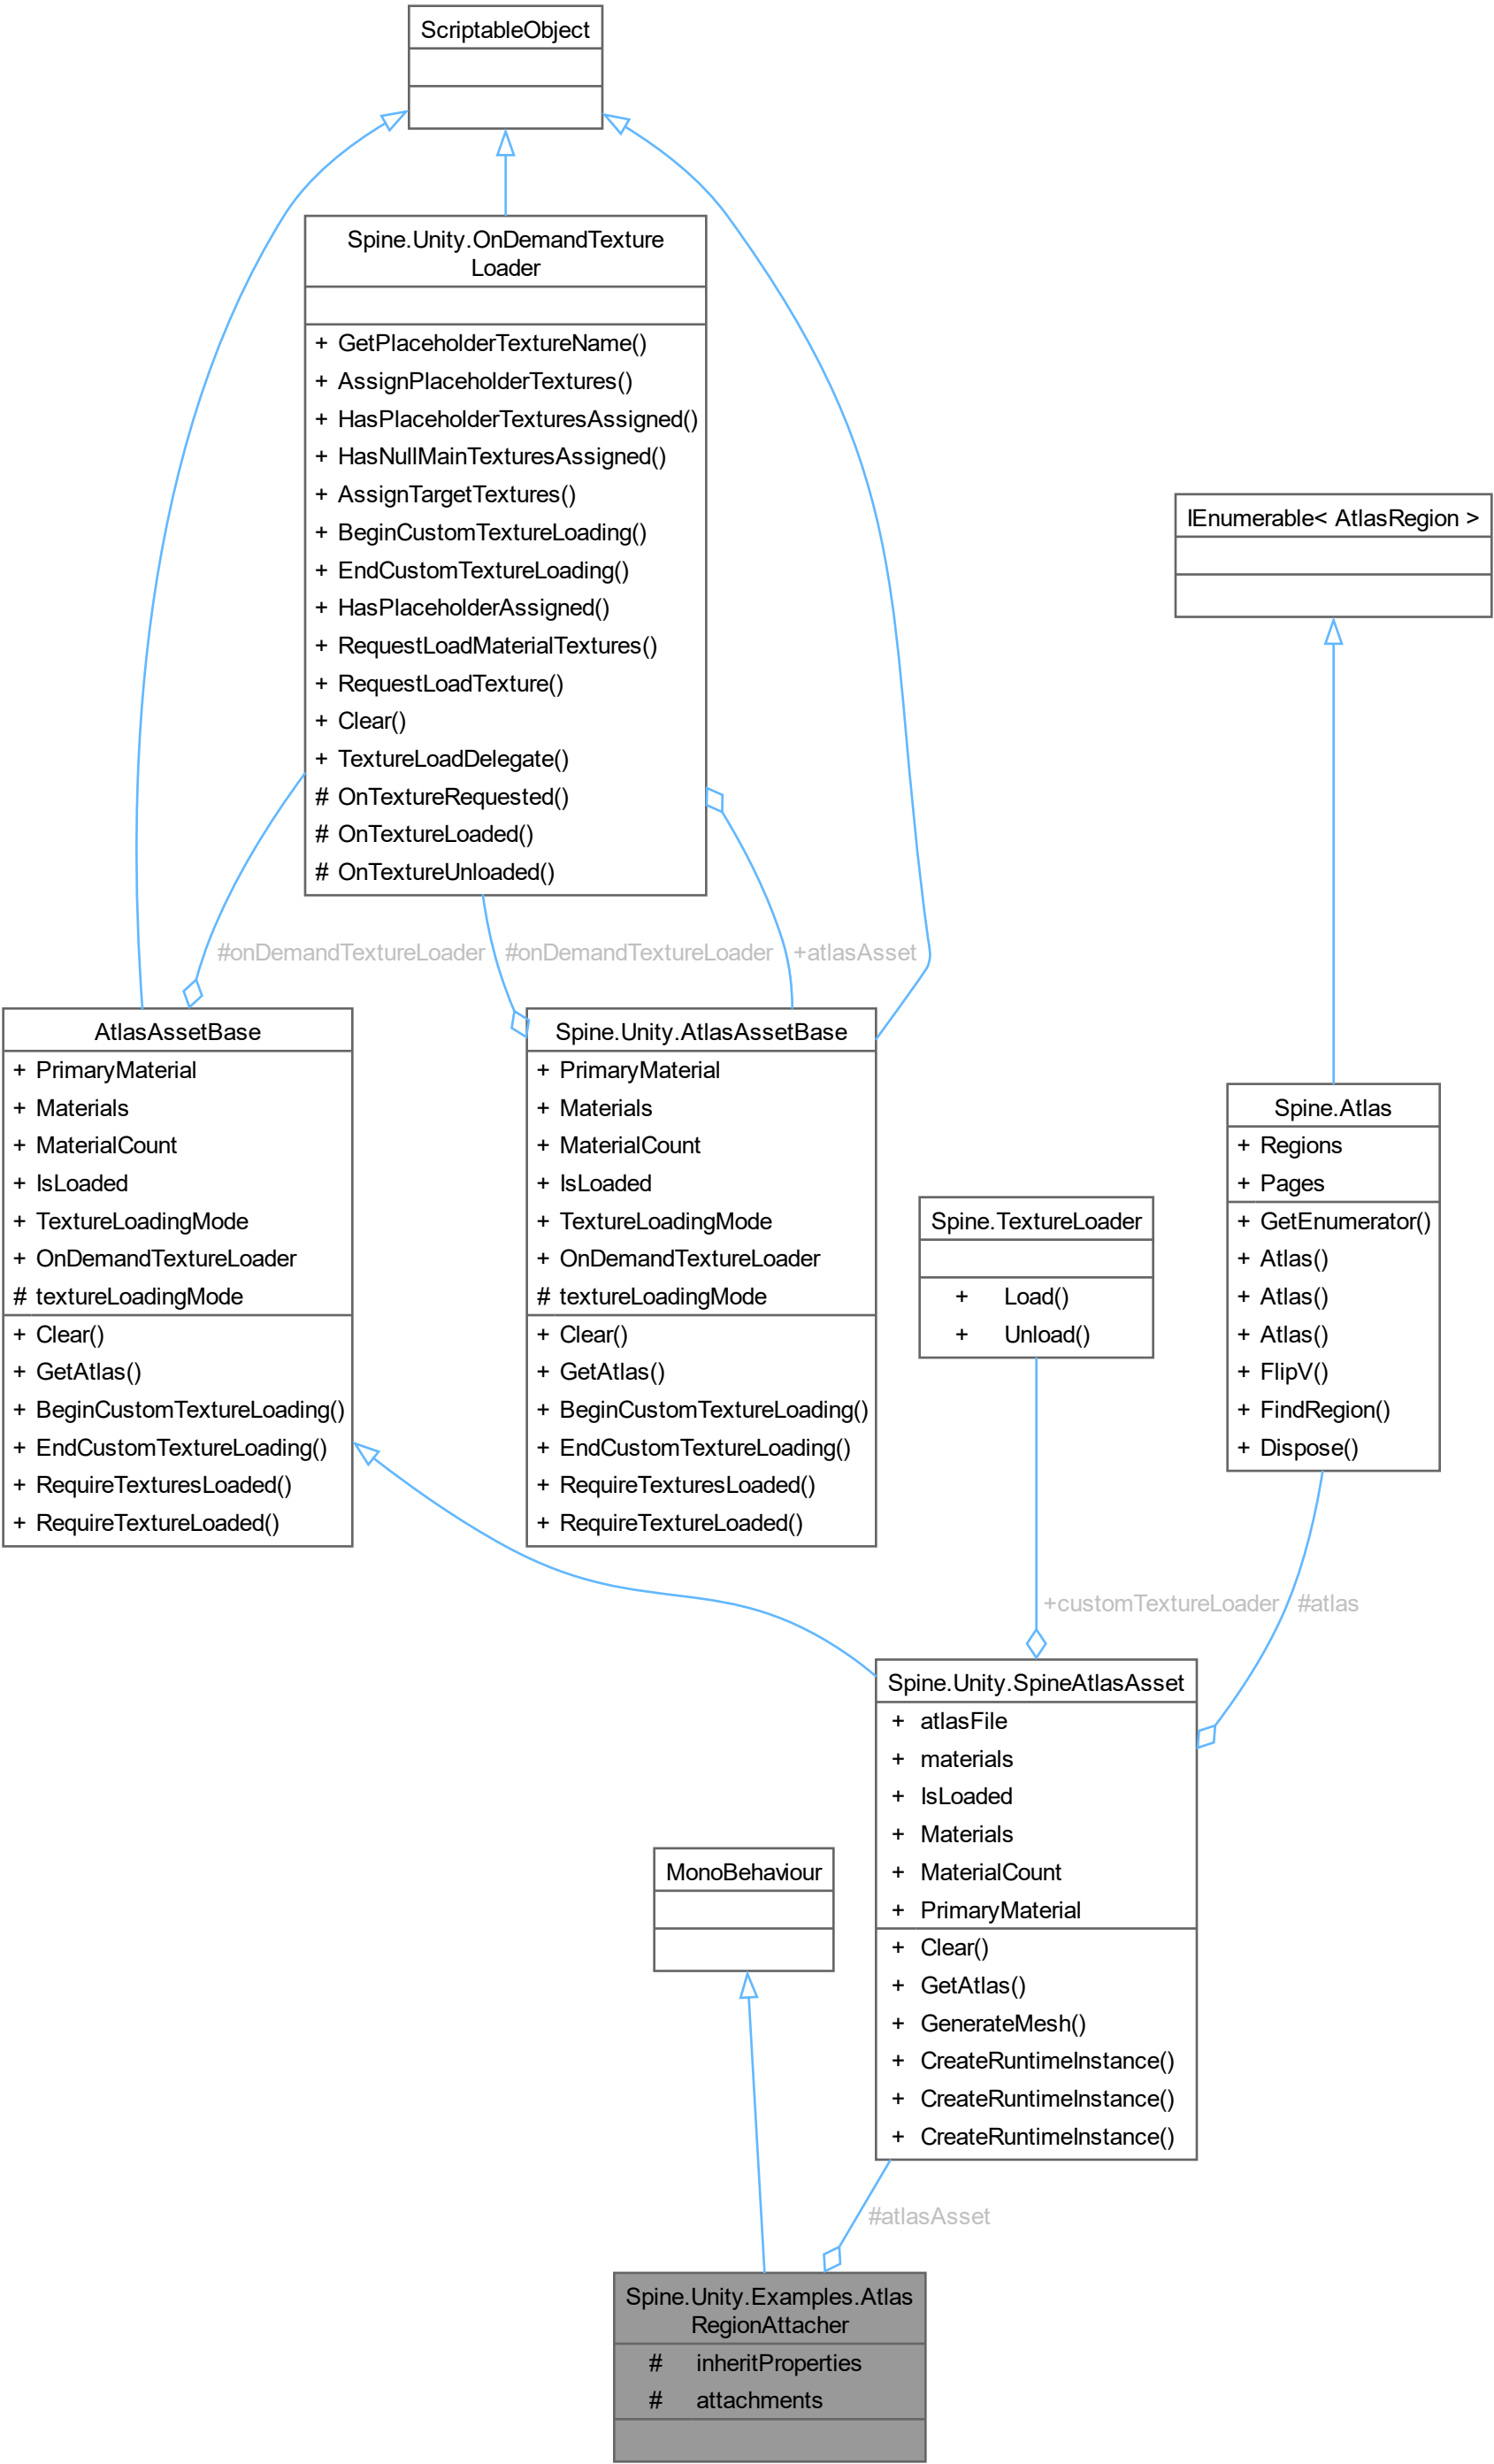 ScriptableObject
Spine.Unity.OnDemandTexture
Loader
+ GetPlaceholderTextureName()
+ AssignPlaceholderTextures()
+ HasPlaceholderTexturesAssigned()
+ HasNullMainTexturesAssigned()
+ AssignTargetTextures()
+ BeginCustomTextureLoading()
+ EndCustomTextureLoading()
+ HasPlaceholderAssigned()
+ RequestLoadMaterialTextures()
+ RequestLoadTexture()
+ Clear()
+ TextureLoadDelegate()
# OnTextureRequested()
# OnTextureLoaded()
# OnTextureUnloaded()
IEnumerable< AtlasRegion >
#onDemandTextureLoader
#onDemandTextureLoader
+atlasAsset
AtlasAssetBase
+ PrimaryMaterial
+ Materials
+ MaterialCount
+ IsLoaded
+ TextureLoadingMode
+ OnDemandTextureLoader
# textureLoadingMode
+ Clear()
+ GetAtlas()
+ BeginCustomTextureLoading()
+ EndCustomTextureLoading()
+ RequireTexturesLoaded()
+ RequireTextureLoaded()
Spine.Unity.AtlasAssetBase
+ PrimaryMaterial
+ Materials
+ MaterialCount
+ IsLoaded
+ TextureLoadingMode
+ OnDemandTextureLoader
# textureLoadingMode
+ Clear()
+ GetAtlas()
+ BeginCustomTextureLoading()
+ EndCustomTextureLoading()
+ RequireTexturesLoaded()
+ RequireTextureLoaded()
Spine.TextureLoader
+ Load()
+ Unload()
Spine.Atlas
+ Regions
+ Pages
+ GetEnumerator()
+ Atlas()
+ Atlas()
+ Atlas()
+ FlipV()
+ FindRegion()
+ Dispose()
+customTextureLoader
#atlas
Spine.Unity.SpineAtlasAsset
+ atlasFile
+ materials
+ IsLoaded
+ Materials
+ MaterialCount
+ PrimaryMaterial
+ Clear()
+ GetAtlas()
+ GenerateMesh()
+ CreateRuntimeInstance()
+ CreateRuntimeInstance()
+ CreateRuntimeInstance()
MonoBehaviour
#atlasAsset
Spine.Unity.Examples.Atlas
RegionAttacher
# inheritProperties
# attachments